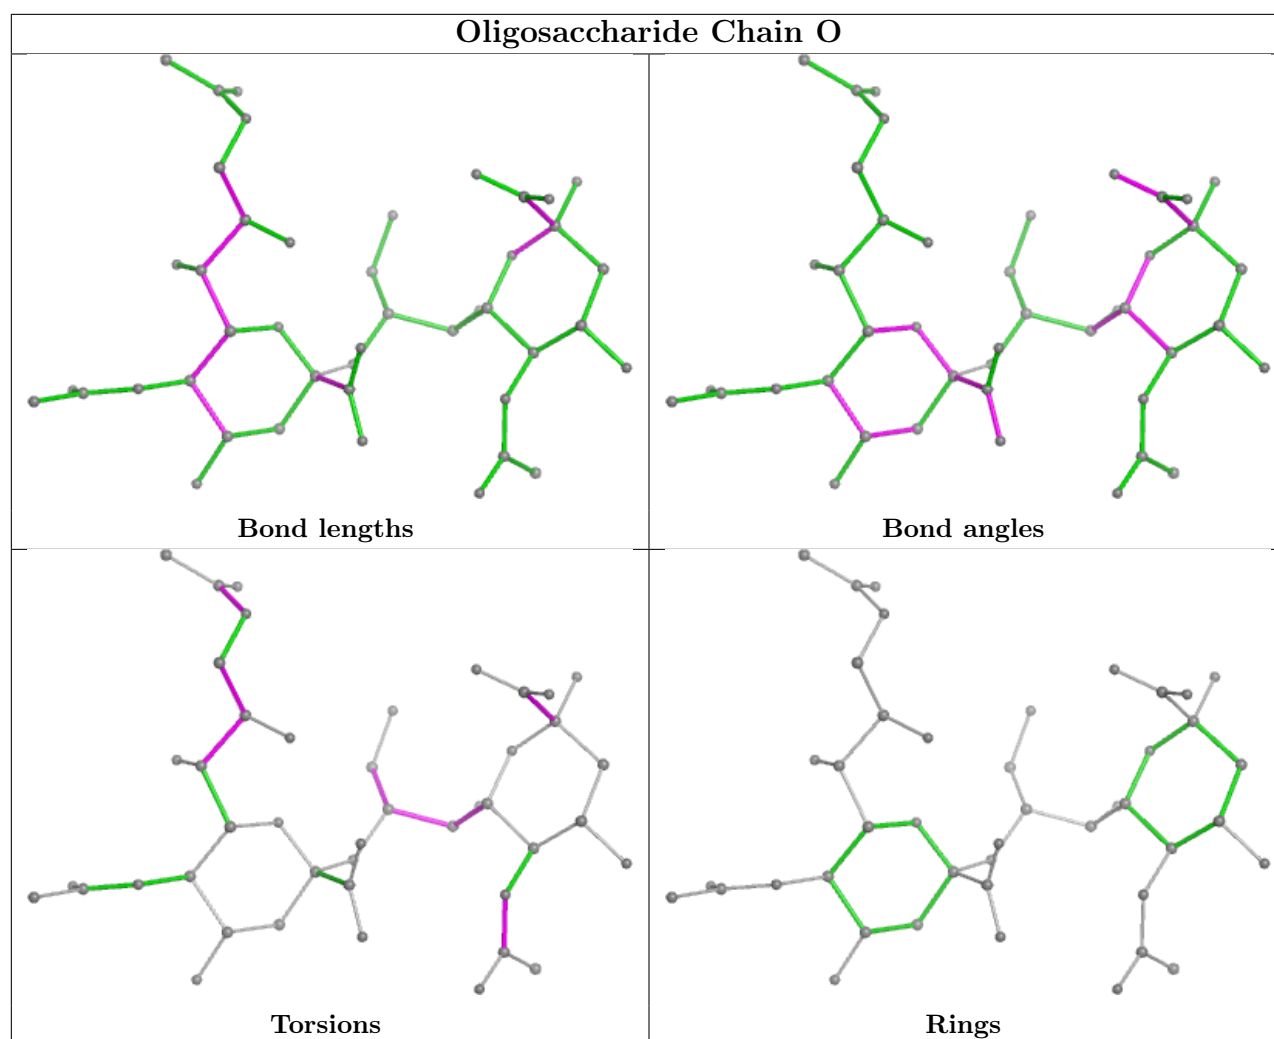 Oligosaccharide Chain O
Bond lengths
Bond angles
Torsions
Rings